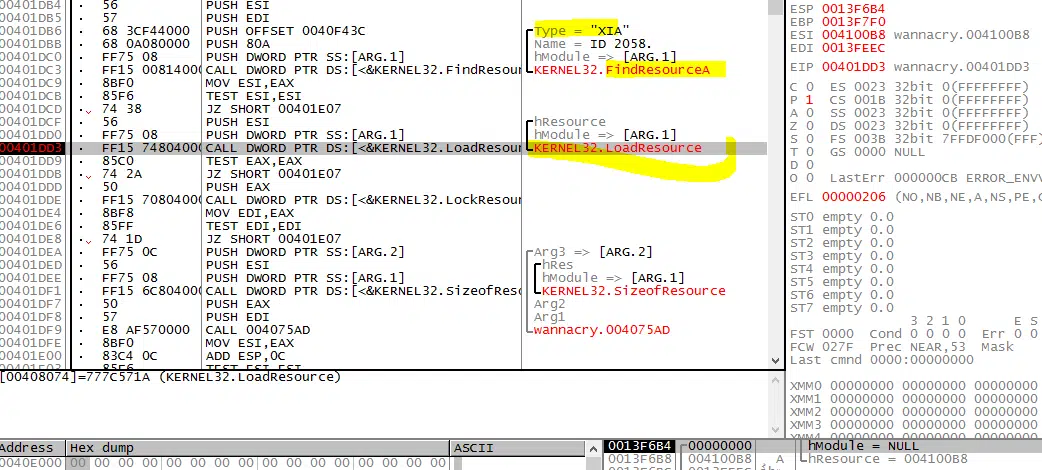 00401DB4 · 56 PUSH ESI
00401DB5 · 57 PUSH EDI
00401DB6 · 68 3CF44000 PUSH OFFSET 0040F43C Type = "XIA"
00401DBB · 68 0A080000 PUSH 80A Name = ID 2058.
00401DC0 · FF75 08 PUSH DWORD PTR SS:[ARG.1] hModule => [ARG.1]
00401DC3 · FF15 00814000 CALL DWORD PTR DS:[<&KERNEL32.FindResour KERNEL32.FindResourceA
00401DC9 · 8BF0 MOV ESI,EAX
00401DCB · 85F6 TEST ESI,ESI
00401DCD · 74 38 JZ SHORT 00401E07
00401DCF · 56 PUSH ESI hResource
00401DD0 · FF75 08 PUSH DWORD PTR SS:[ARG.1] hModule => [ARG.1]
00401DD3 · FF15 74804000 CALL DWORD PTR DS:[<&KERNEL32.LoadResour KERNEL32.LoadResource
00401DD9 · 85C0 TEST EAX,EAX
00401DDB · 74 2A JZ SHORT 00401E07
00401DDD · 50 PUSH EAX
00401DDE · FF15 70804000 CALL DWORD PTR DS:[<&KERNEL32.LockResour
00401DE4 · 8BF8 MOV EDI,EAX
00401DE6 · 85FF TEST EDI,EDI
00401DE8 · 74 1D JZ SHORT 00401E07
00401DEA · FF75 0C PUSH DWORD PTR SS:[ARG.2] Arg3 => [ARG.2]
00401DED · 56 PUSH ESI hRes
00401DEE · FF75 08 PUSH DWORD PTR SS:[ARG.1] hModule => [ARG.1]
00401DF1 · FF15 6C804000 CALL DWORD PTR DS:[<&KERNEL32.SizeofReso KERNEL32.SizeofResource
00401DF7 · 50 PUSH EAX Arg2
00401DF8 · 57 PUSH EDI Arg1
00401DF9 · E8 AF570000 CALL 004075AD wannacry.004075AD
00401DFE · 8BF0 MOV ESI,EAX
00401E00 · 83C4 0C ADD ESP,0C
[00408074]=777C571A (KERNEL32.LoadResource)
ESP 0013F6B4
EBP 0013F7F0
ESI 004100B8 wannacry.004100B8
EDI 0013FEEC
EIP 00401DD3 wannacry.00401DD3
C 0 ES 0023 32bit 0(FFFFFFFF)
P 1 CS 001B 32bit 0(FFFFFFFF)
A 0 SS 0023 32bit 0(FFFFFFFF)
Z 0 DS 0023 32bit 0(FFFFFFFF)
S 0 FS 003B 32bit 7FFDF000(FFF)
T 0 GS 0000 NULL
D 0
O 0 LastErr 000000CB ERROR_ENVV
EFL 00000206 (NO,NB,NE,A,NS,PE,G
ST0 empty 0.0
ST1 empty 0.0
ST2 empty 0.0
ST3 empty 0.0
ST4 empty 0.0
ST5 empty 0.0
ST6 empty 0.0
ST7 empty 0.0
3 2 1 0 E S
FST 0000 Cond 0 0 0 0 Err 0 0
FCW 027F Prec NEAR,53 Mask
Last cmnd 0000:00000000
XMM0 00000000 00000000 00000000
XMM1 00000000 00000000 00000000
XMM2 00000000 00000000 00000000
XMM3 00000000 00000000 00000000
Address Hex dump ASCII
0040E000 00 00 00 00 00 00 00 00 00 00 00 00 00 00 00 00
0013F6B4 00000000 hModule = NULL
0013F6B8 004100B8 hResource = 004100B8